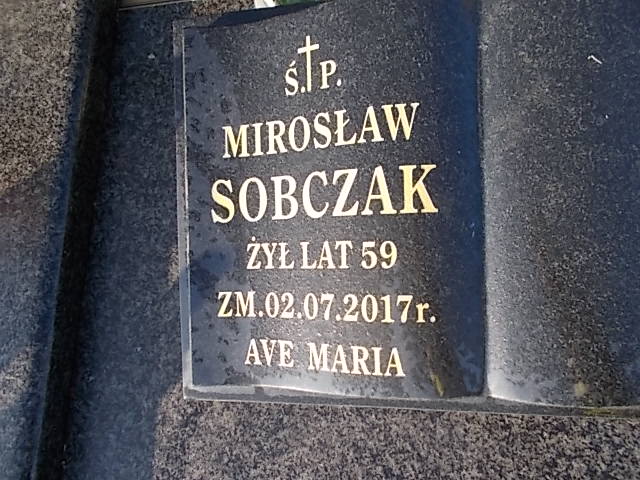 Ś.†P.
MIROSŁAW
SOBCZAK
ŻYŁ LAT 59
ZM.02.07.2017r.
AVE MARIA